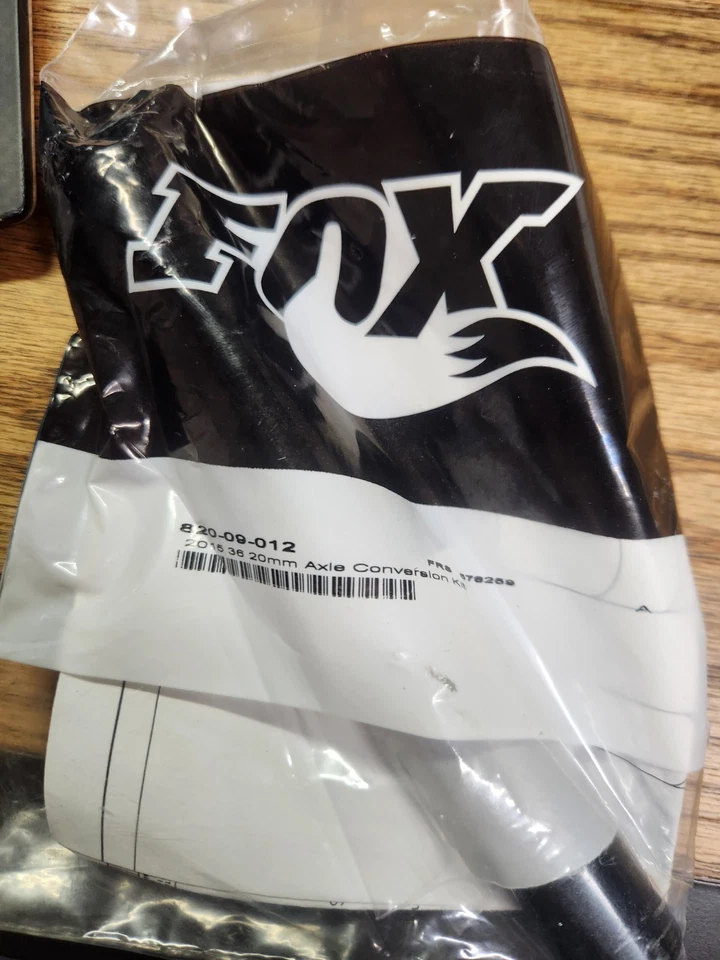 FOX
820-09-012
2015 36 20mm Axle Conversion Kit
A